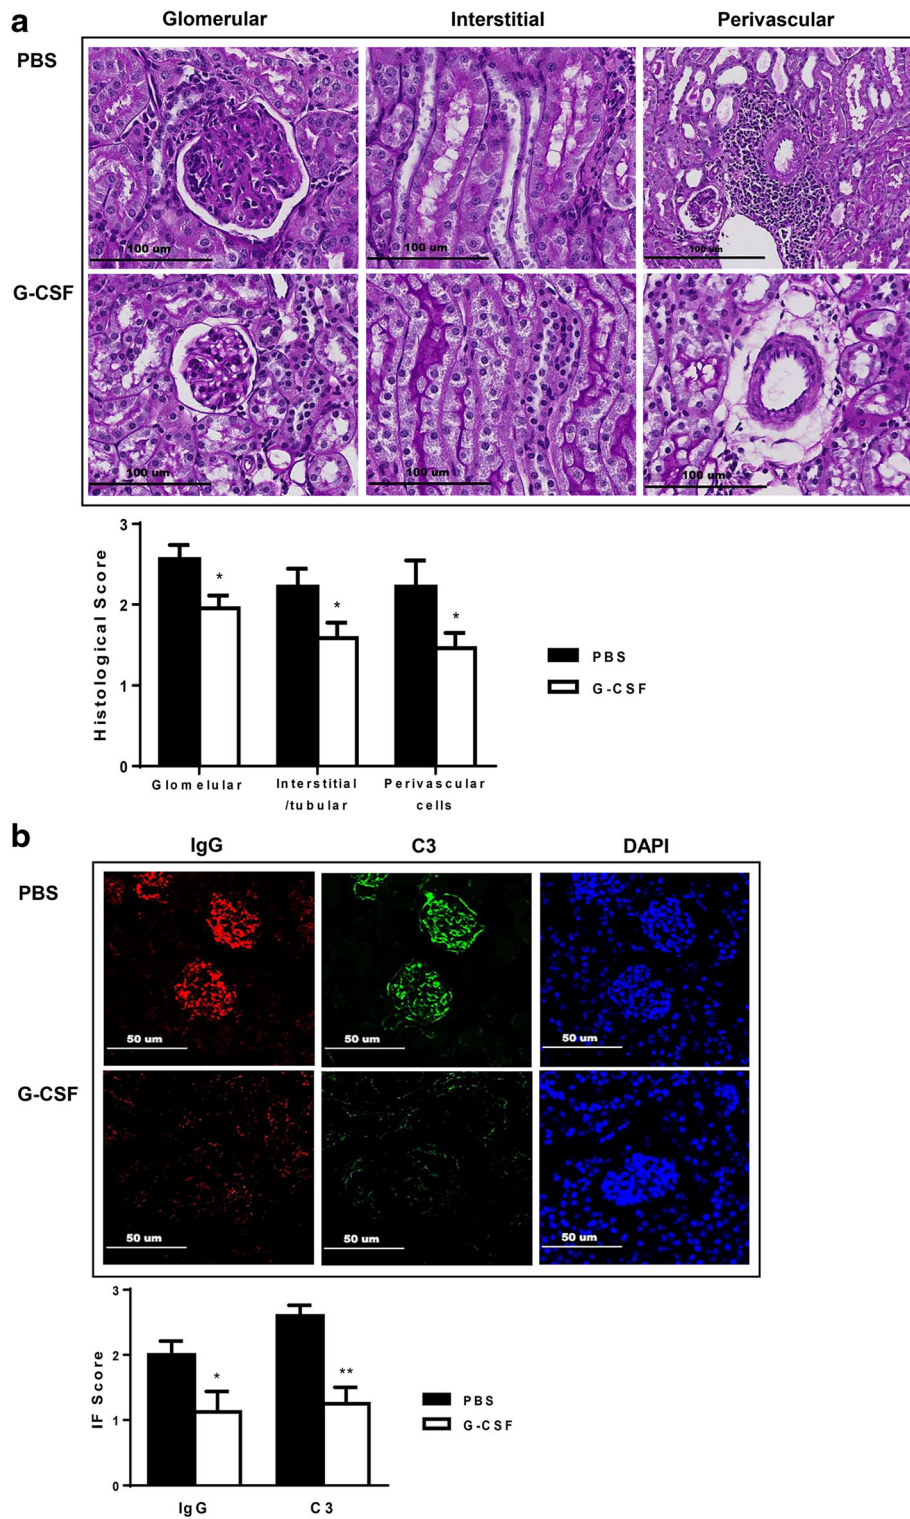 a
Glomerular Interstitial Perivascular
PBS
100 um 100 um 100 um
G-CSF
100 um 100 um 100 um
3
2
1
0
Histological Score
*
*
*
PBS
G-CSF
Glomelular Interstitial Perivascular
/tubular cells
b
IgG C3 DAPI
PBS
50 um 50 um 50 um
G-CSF
50 um 50 um 50 um
3
2
1
0
IF Score
*
**
PBS
G-CSF
IgG C3